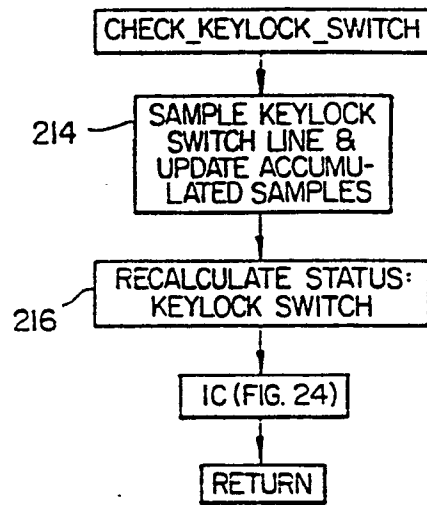 CHECK_KEYLOCK_SWITCH
214
SAMPLE KEYLOCK
SWITCH LINE &
UPDATE ACCUMU-
LATED SAMPLES
RECALCULATE STATUS:
KEYLOCK SWITCH
216
IC (FIG. 24)
RETURN